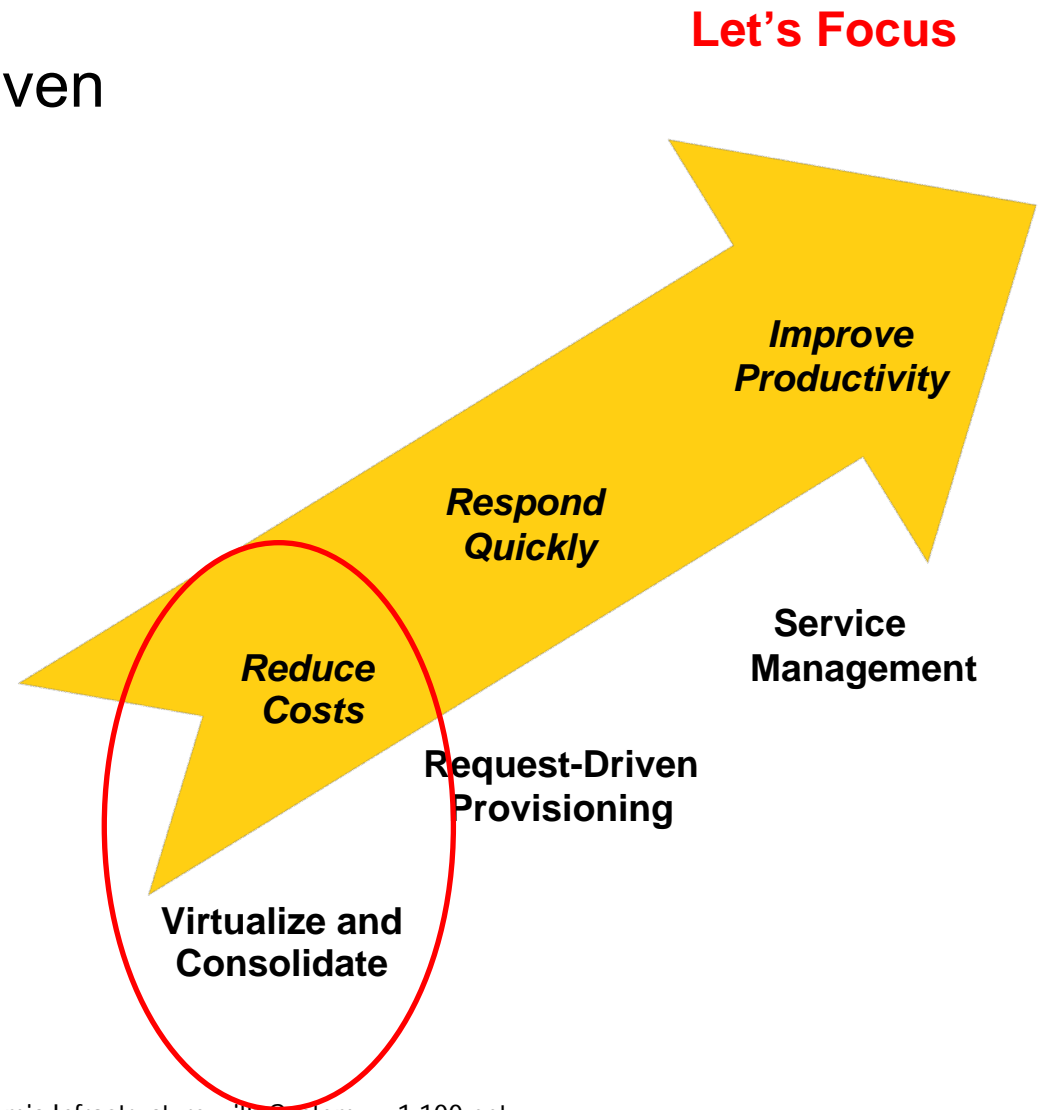 Let's Focus
ven
Improve
Productivity
Respond
Quickly
Reduce
Costs
Service
Management
Request-Driven
Provisioning
Virtualize and
Consolidate